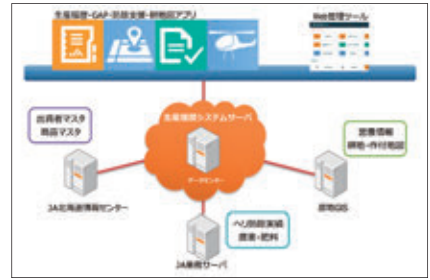 生産履歴・GAP・防除支援・耕地図アプリ
Web管理ツール
出荷者マスタ
商品マスタ
生産履歴システムサーバ
営農情報
耕地・作付地図
データセンター
JA北海道情報センター
農地GIS
ヘリ防除実績
農薬・肥料
JA業務サーバ